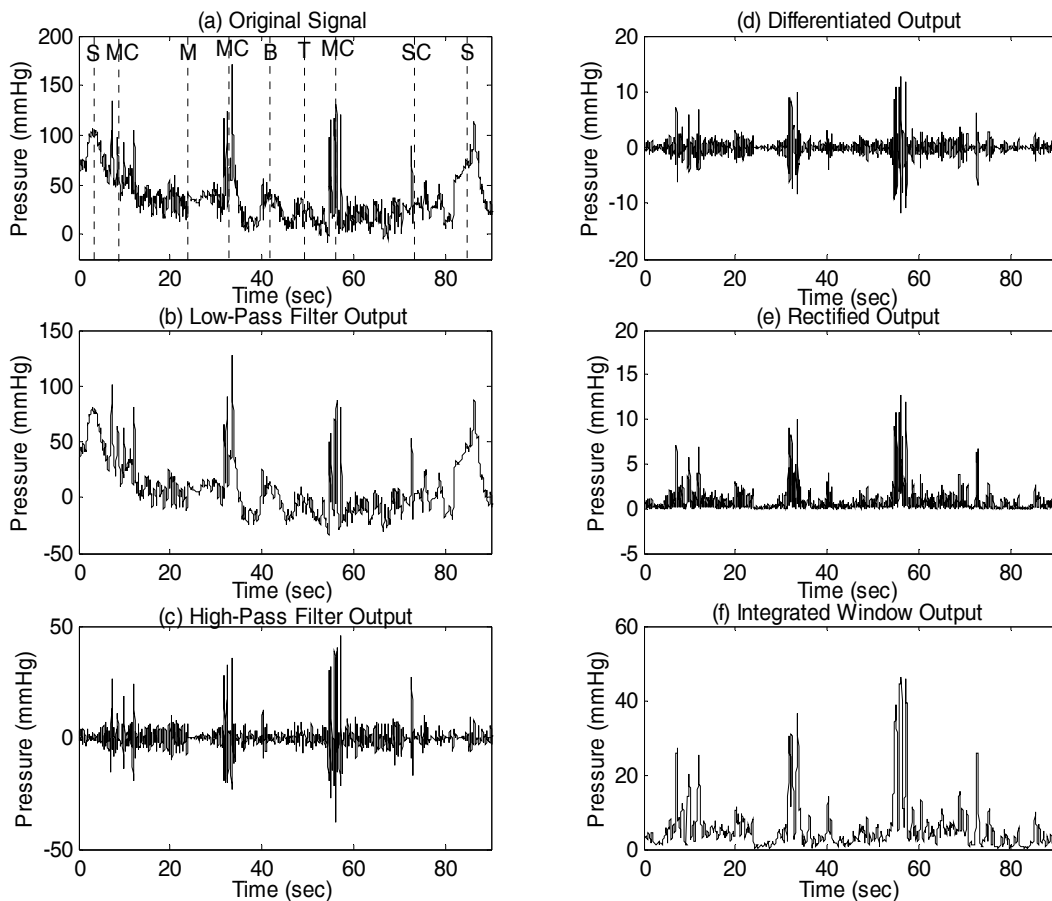 (a) Original Signal
Pressure (mmHg)
200
150
100
50
0
S MC M MC B T MC SC S
0 20 40 60 80
Time (sec)
(b) Low-Pass Filter Output
Pressure (mmHg)
150
100
50
0
-50
0 20 40 60 80
Time (sec)
(c) High-Pass Filter Output
Pressure (mmHg)
50
0
-50
0 20 40 60 80
Time (sec)
(d) Differentiated Output
Pressure (mmHg)
20
10
0
-10
-20
0 20 40 60 80
Time (sec)
(e) Rectified Output
Pressure (mmHg)
20
15
10
5
0
-5
0 20 40 60 80
Time (sec)
(f) Integrated Window Output
Pressure (mmHg)
60
40
20
0
0 20 40 60 80
Time (sec)